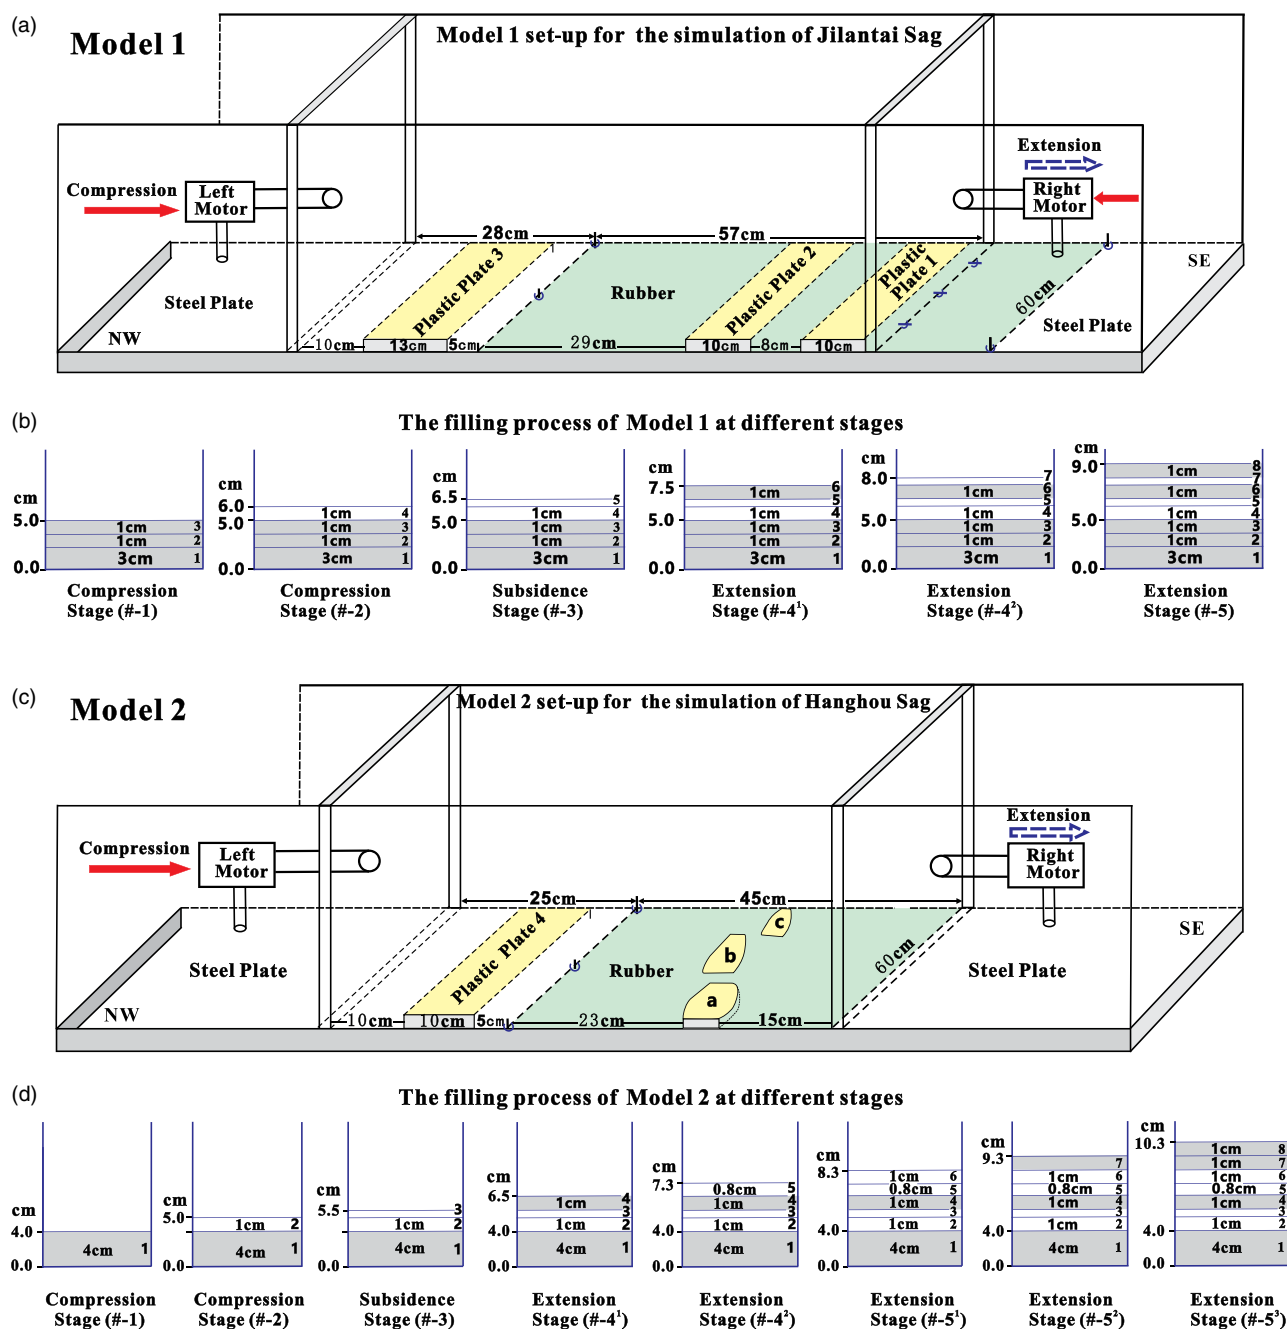 (a)
Model 1
Model 1 set-up for the simulation of Jilantai Sag
Compression
Left
Motor
Extension
Right
Motor
28cm
57cm
Steel Plate
NW
Plastic Plate 3
Rubber
Plastic Plate 2
Plastic
Plate 1
60cm
Steel Plate
SE
10cm
13cm
5cm
29cm
10cm
8cm
10cm
(b)
The filling process of Model 1 at different stages
cm
5.0
0.0
1cm 3
1cm 2
3cm 1
Compression
Stage (#-1)
cm
6.0
5.0
0.0
1cm 4
1cm 3
1cm 2
3cm 1
Compression
Stage (#-2)
cm
6.5
5.0
0.0
5
1cm 4
1cm 3
1cm 2
3cm 1
Subsidence
Stage (#-3)
cm
7.5
5.0
0.0
1cm 6
5
1cm 4
1cm 3
1cm 2
3cm 1
Extension
Stage (#-4¹)
cm
8.0
5.0
0.0
7
1cm 6
5
1cm 4
1cm 3
1cm 2
3cm 1
Extension
Stage (#-4²)
cm
9.0
5.0
0.0
1cm 8
7
1cm 6
5
1cm 4
1cm 3
1cm 2
3cm 1
Extension
Stage (#-5)
(c)
Model 2
Model 2 set-up for the simulation of Hanghou Sag
Compression
Left
Motor
Extension
Right
Motor
25cm
45cm
Steel Plate
NW
Plastic Plate 4
Rubber
a
b
c
60cm
Steel Plate
SE
10cm
10cm
5cm
23cm
15cm
(d)
The filling process of Model 2 at different stages
cm
4.0
0.0
4cm 1
Compression
Stage (#-1)
cm
5.0
4.0
0.0
1cm 2
4cm 1
Compression
Stage (#-2)
cm
5.5
4.0
0.0
3
1cm 2
4cm 1
Subsidence
Stage (#-3)
cm
6.5
4.0
0.0
1cm 4
3
1cm 2
4cm 1
Extension
Stage (#-4¹)
cm
7.3
4.0
0.0
0.8cm 5
1cm 4
3
1cm 2
4cm 1
Extension
Stage (#-4²)
cm
8.3
4.0
0.0
1cm 6
0.8cm 5
1cm 4
3
1cm 2
4cm 1
Extension
Stage (#-5¹)
cm
9.3
4.0
0.0
7
1cm 6
0.8cm 5
1cm 4
3
1cm 2
4cm 1
Extension
Stage (#-5²)
cm
10.3
4.0
0.0
1cm 8
1cm 7
1cm 6
0.8cm 5
1cm 4
3
1cm 2
4cm 1
Extension
Stage (#-5³)